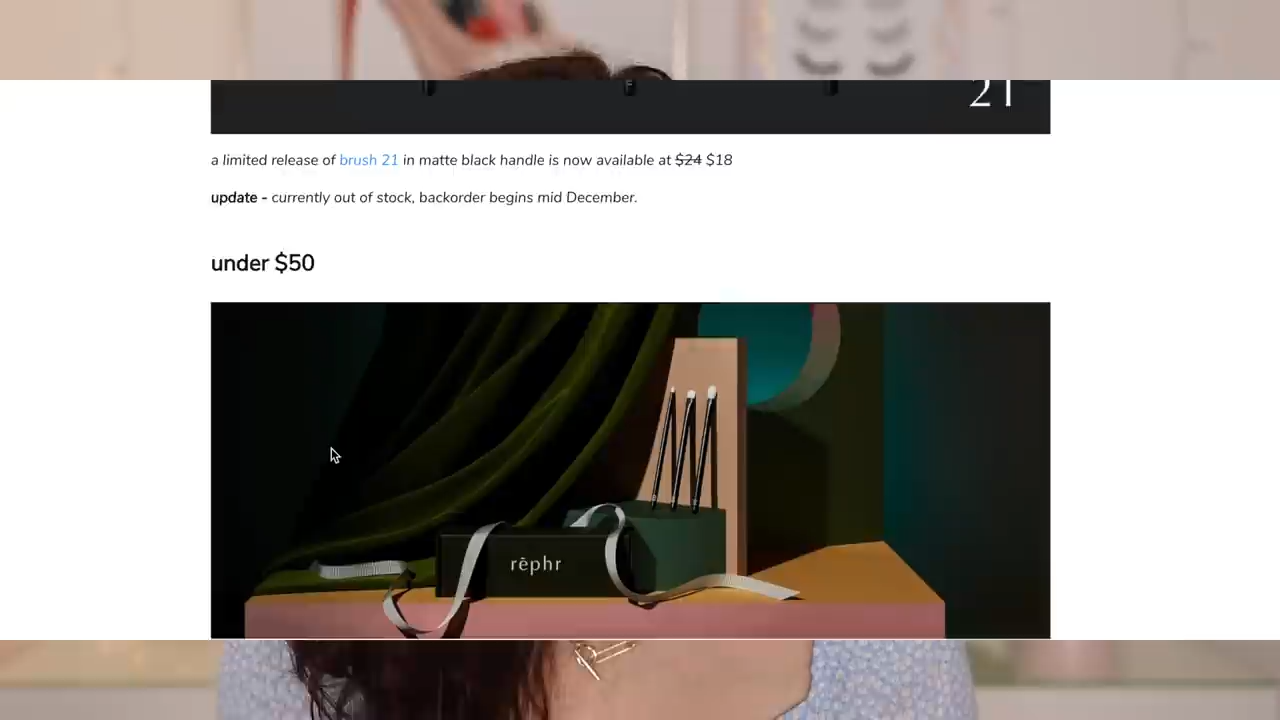 21
a limited release of brush 21 in matte black handle is now available at $24 $18
update - currently out of stock, backorder begins mid December.
under $50
rēphr